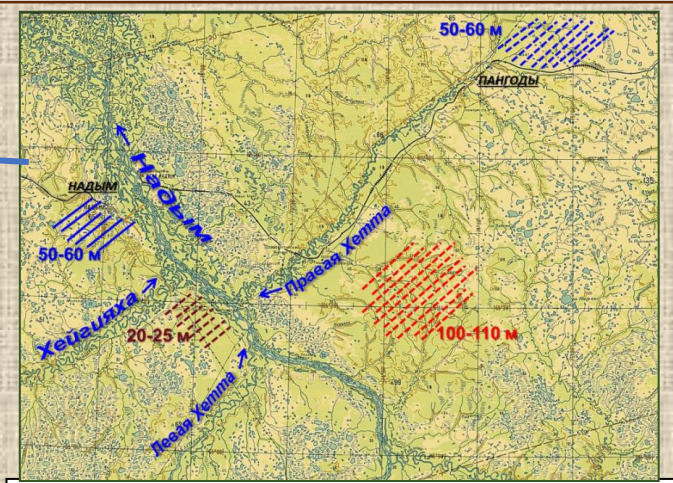 50-60 м
ПАНГОДЫ
НАДЫМ
Надым
50-60 м
Правая Хетта
Хейгияха
20-25 м
100-110 м
Левая Хетта